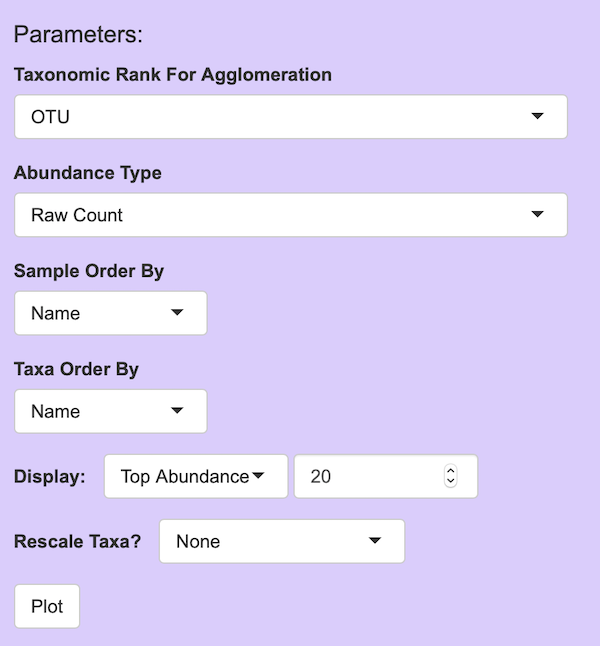 Parameters:
Taxonomic Rank For Agglomeration
OTU
Abundance Type
Raw Count
Sample Order By
Name
Taxa Order By
Name
Display: Top Abundance 20
Rescale Taxa? None
Plot